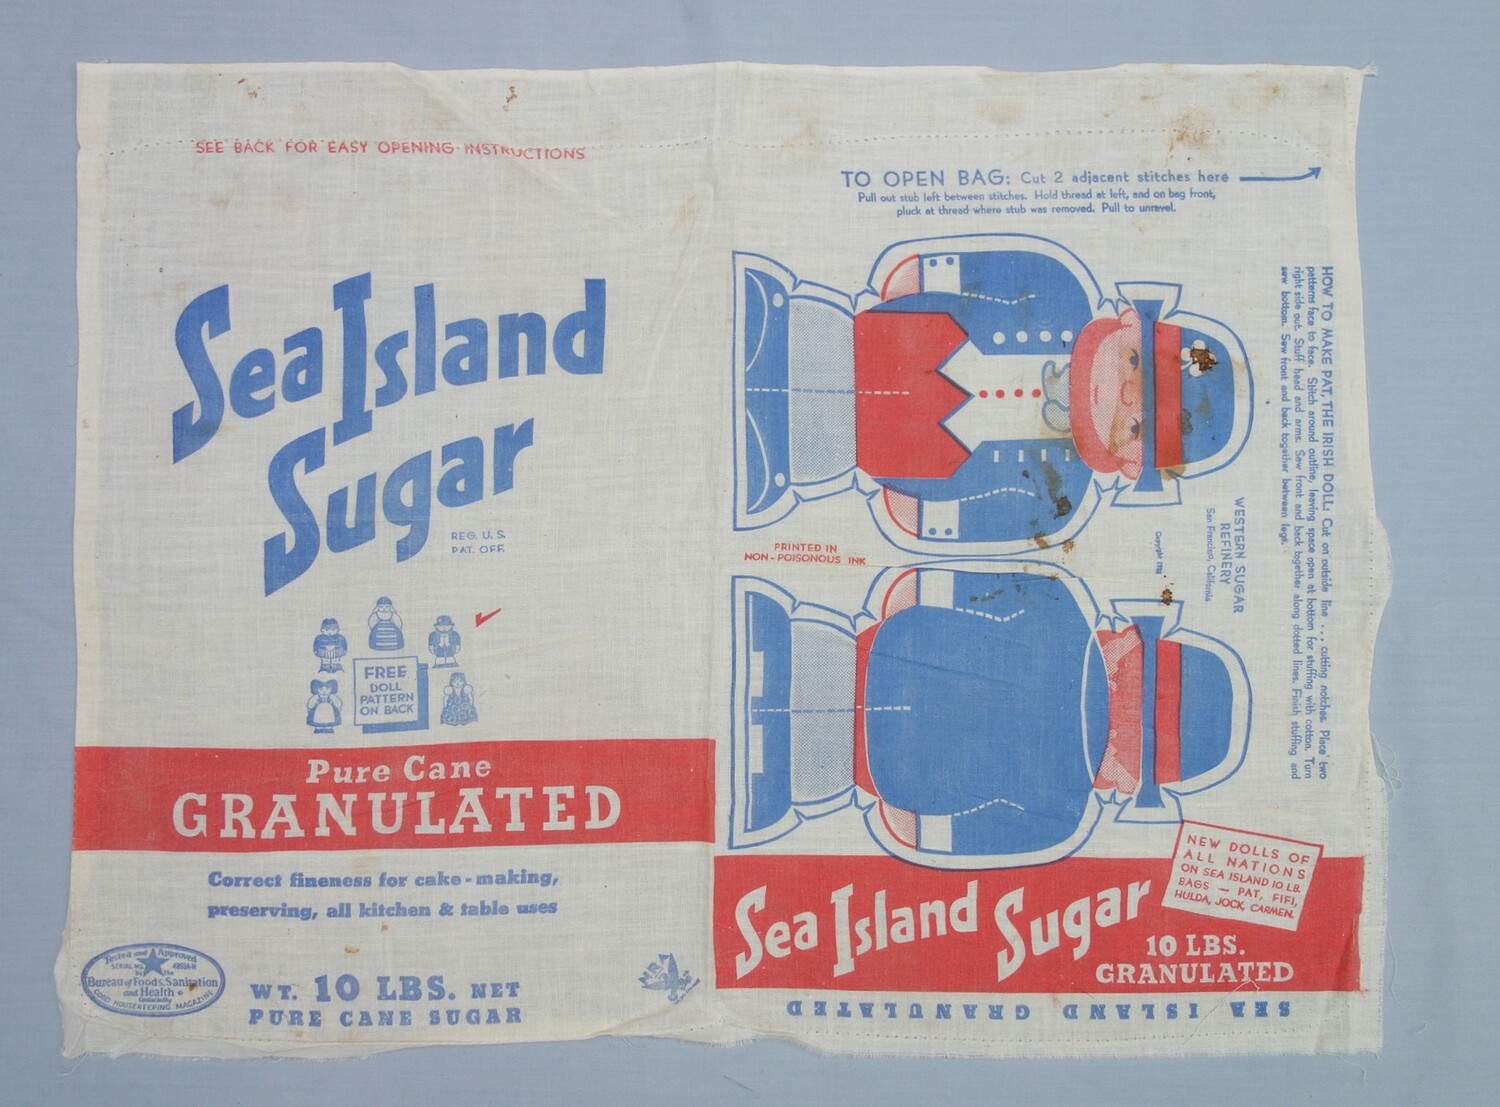 SEE BACK FOR EASY OPENING INSTRUCTIONS
Sea Island
Sugar
REG. U.S.
PAT. OFF.
FREE
DOLL
PATTERN
ON BACK
Pure Cane
GRANULATED
Correct fineness for cake-making,
preserving, all kitchen & table uses
Tested and Approved
SERIAL NO.
by the
Bureau of Foods, Sanitation
and Health
GOOD HOUSEKEEPING MAGAZINE
WT. 10 LBS. NET
PURE CANE SUGAR
TO OPEN BAG: Cut 2 adjacent stitches here
Pull out stub left between stitches. Hold thread at left, and on bag front,
pluck at thread where stub was removed. Pull to unravel.
HOW TO MAKE PAT, THE IRISH DOLL: Cut on outside line ... cutting notches. Place two
patterns face to face. Stitch around outline, leaving space open at bottom for stuffing with cotton. Turn
right side out. Stuff head and arms. Sew front and back together along dotted lines. Finish stuffing and
sew bottom. Sew front and back together between legs.
WESTERN SUGAR
REFINERY
San Francisco, California
Copyright
PRINTED IN
NON-POISONOUS INK
NEW DOLLS OF
ALL NATIONS
ON SEA ISLAND 10 LB.
BAGS — PAT, FIFI,
HULDA, JOCK, CARMEN.
Sea Island Sugar
10 LBS.
GRANULATED
SEA ISLAND GRANULATED